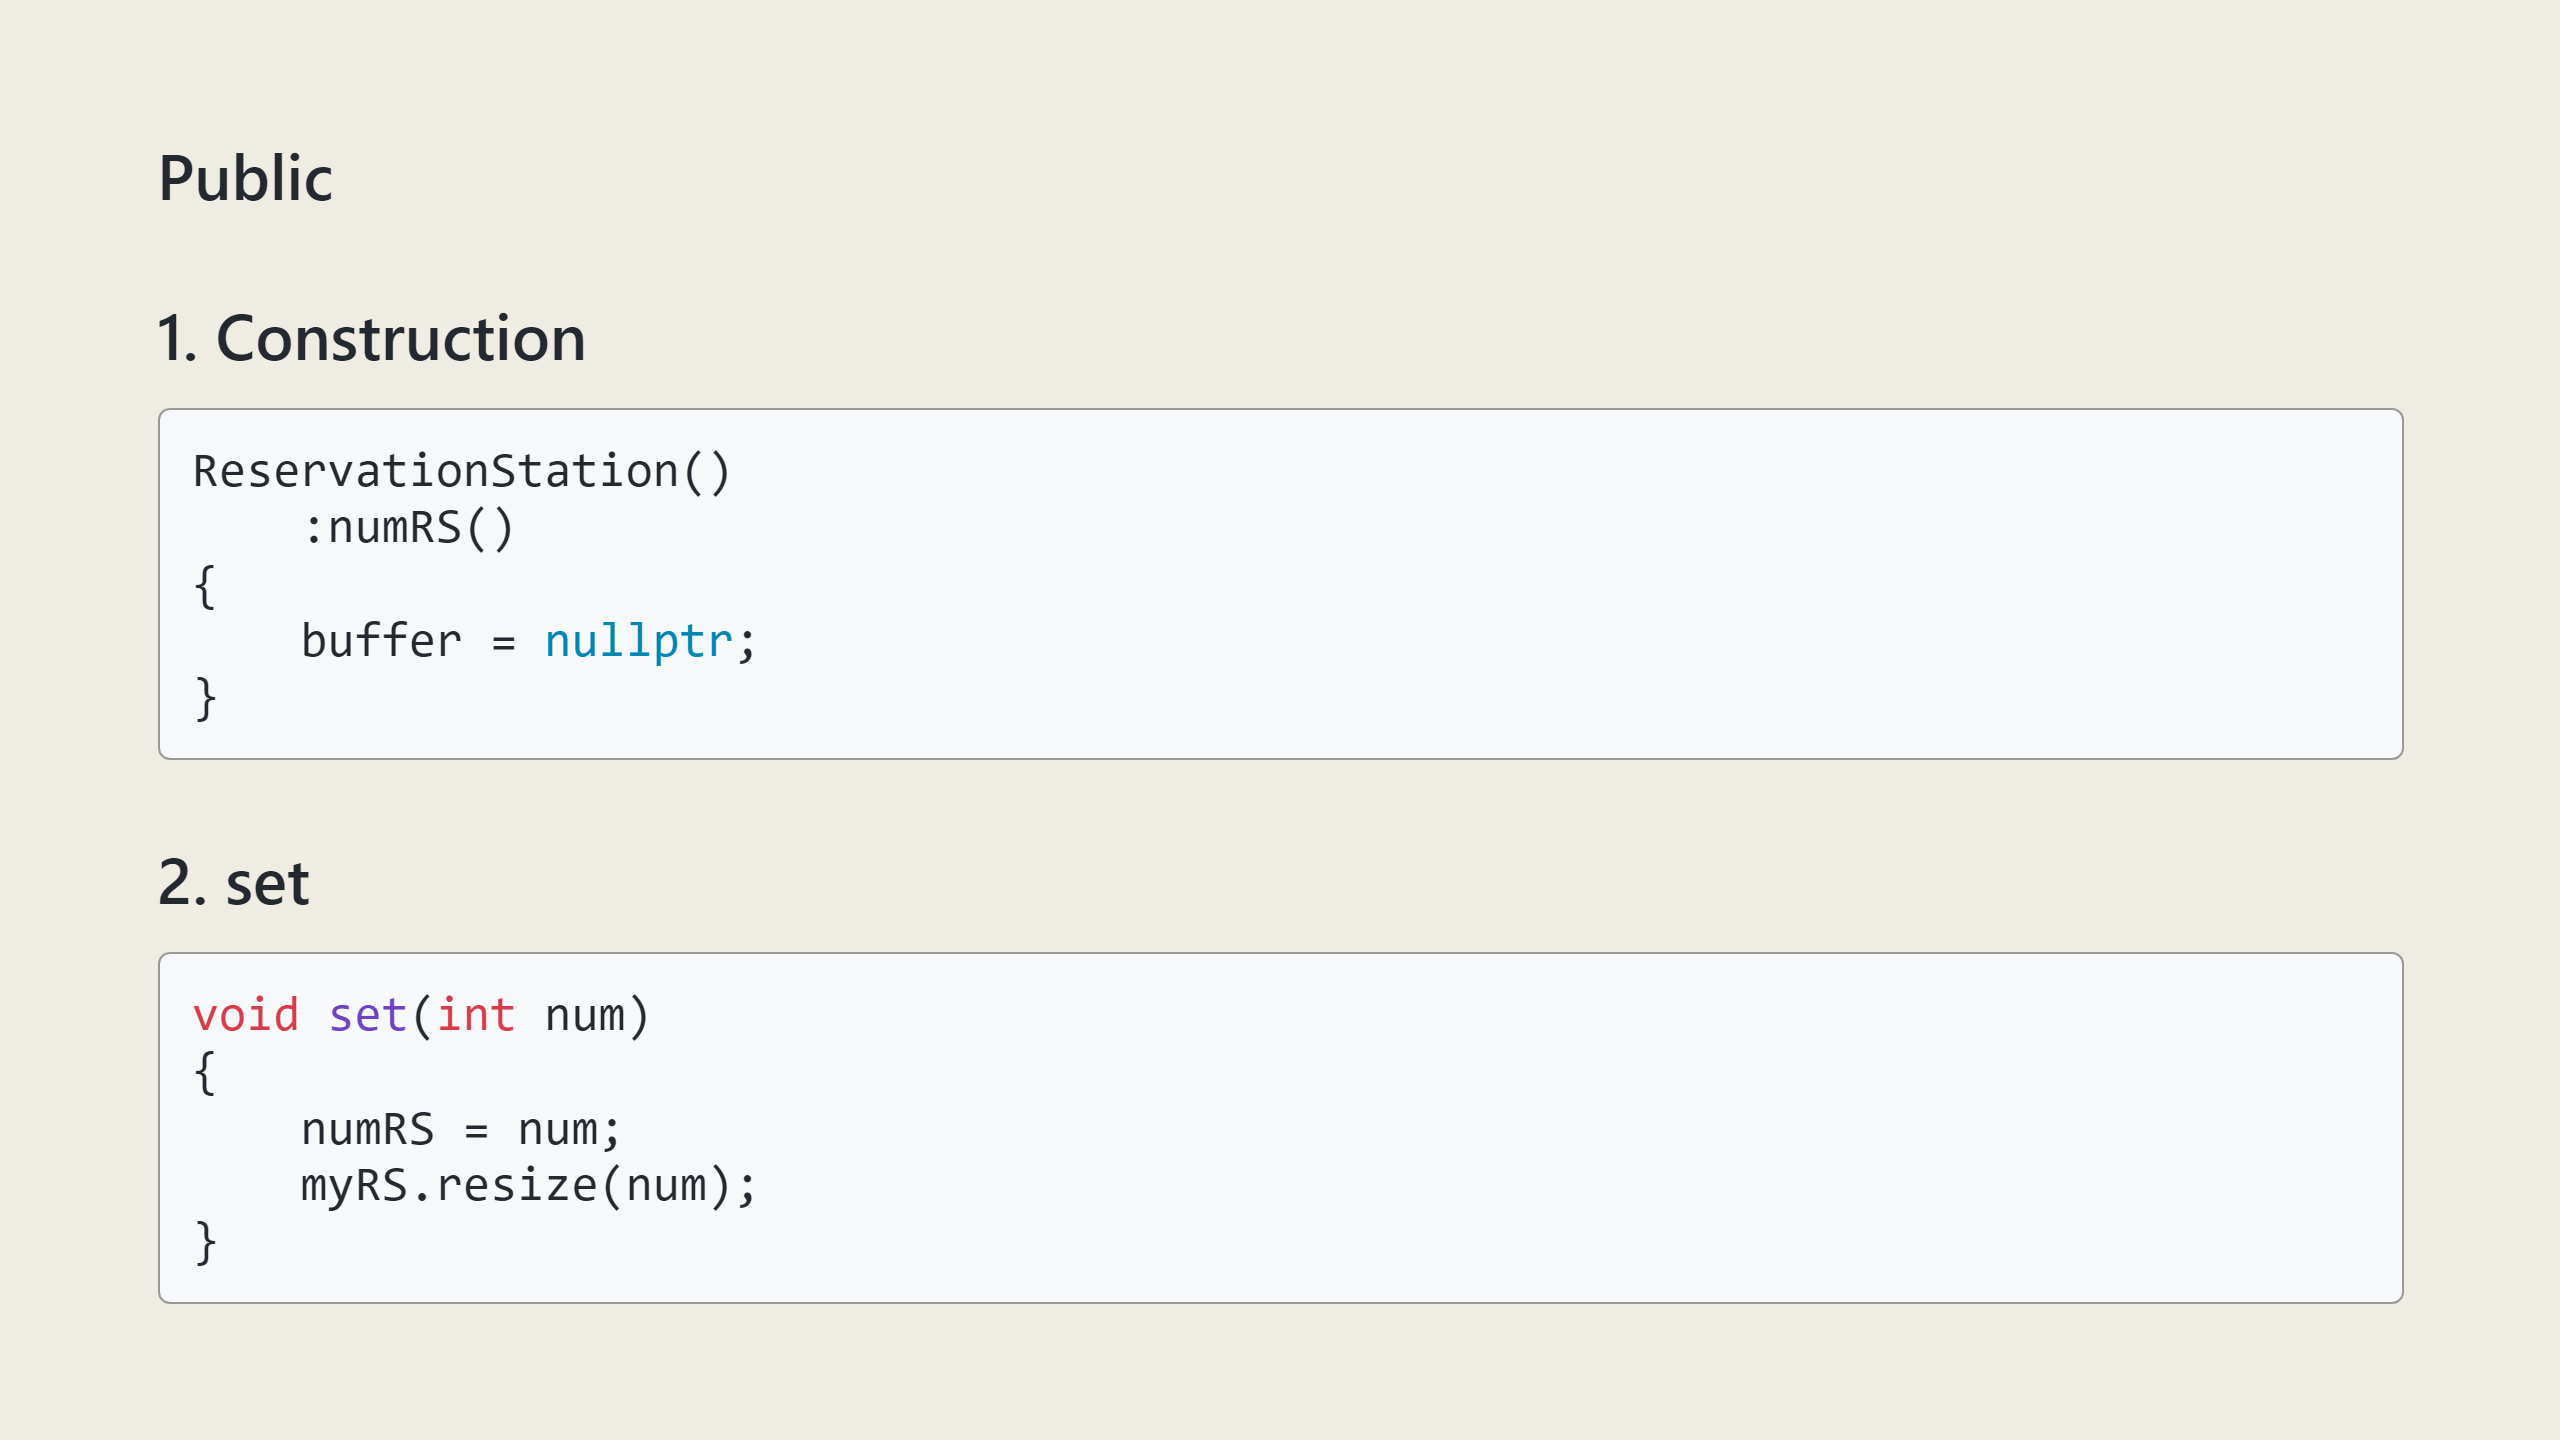 Public
1. Construction
ReservationStation()
    :numRS()
{
    buffer = nullptr;
}
2. set
void set(int num)
{
    numRS = num;
    myRS.resize(num);
}